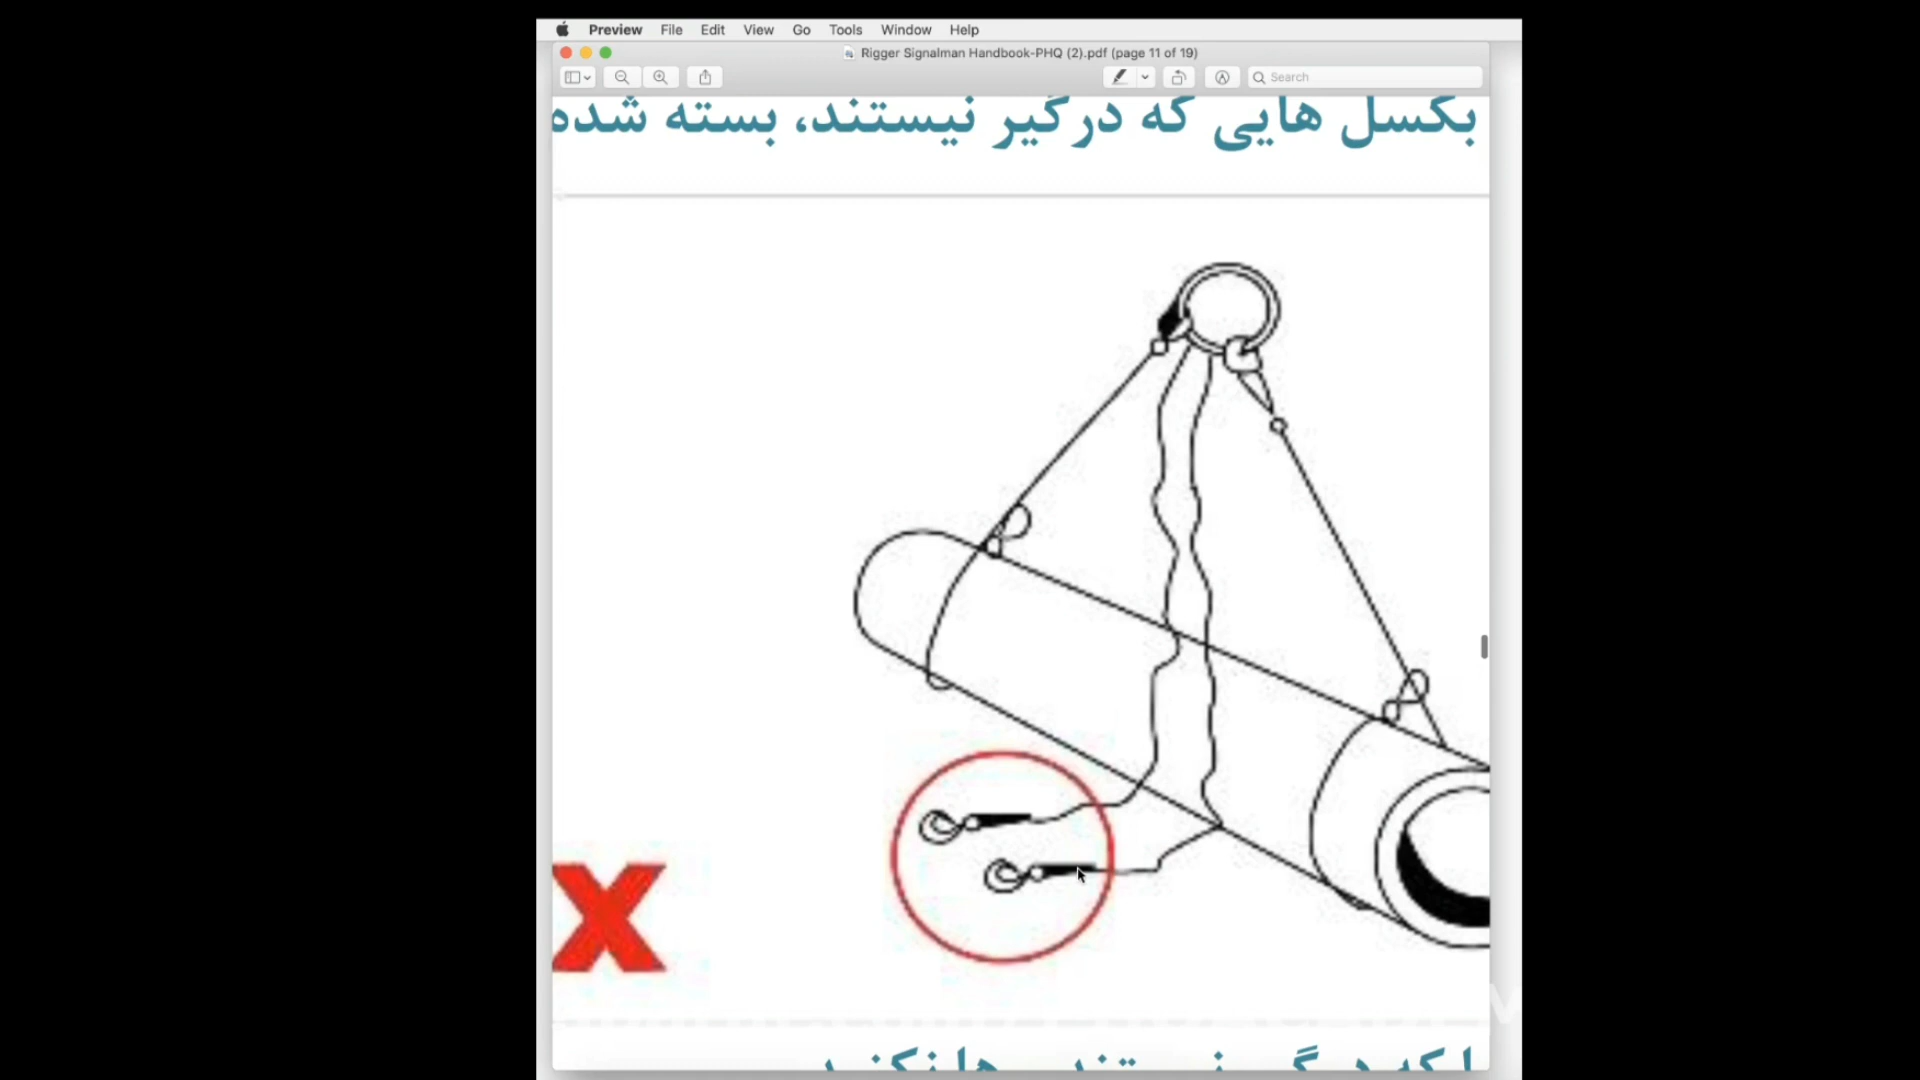 Preview File Edit View Go Tools Window Help
Rigger Signalman Handbook-PHQ (2).pdf (page 11 of 19)
Search
بکسل هایی که درگیر نیستند، بسته شده
X